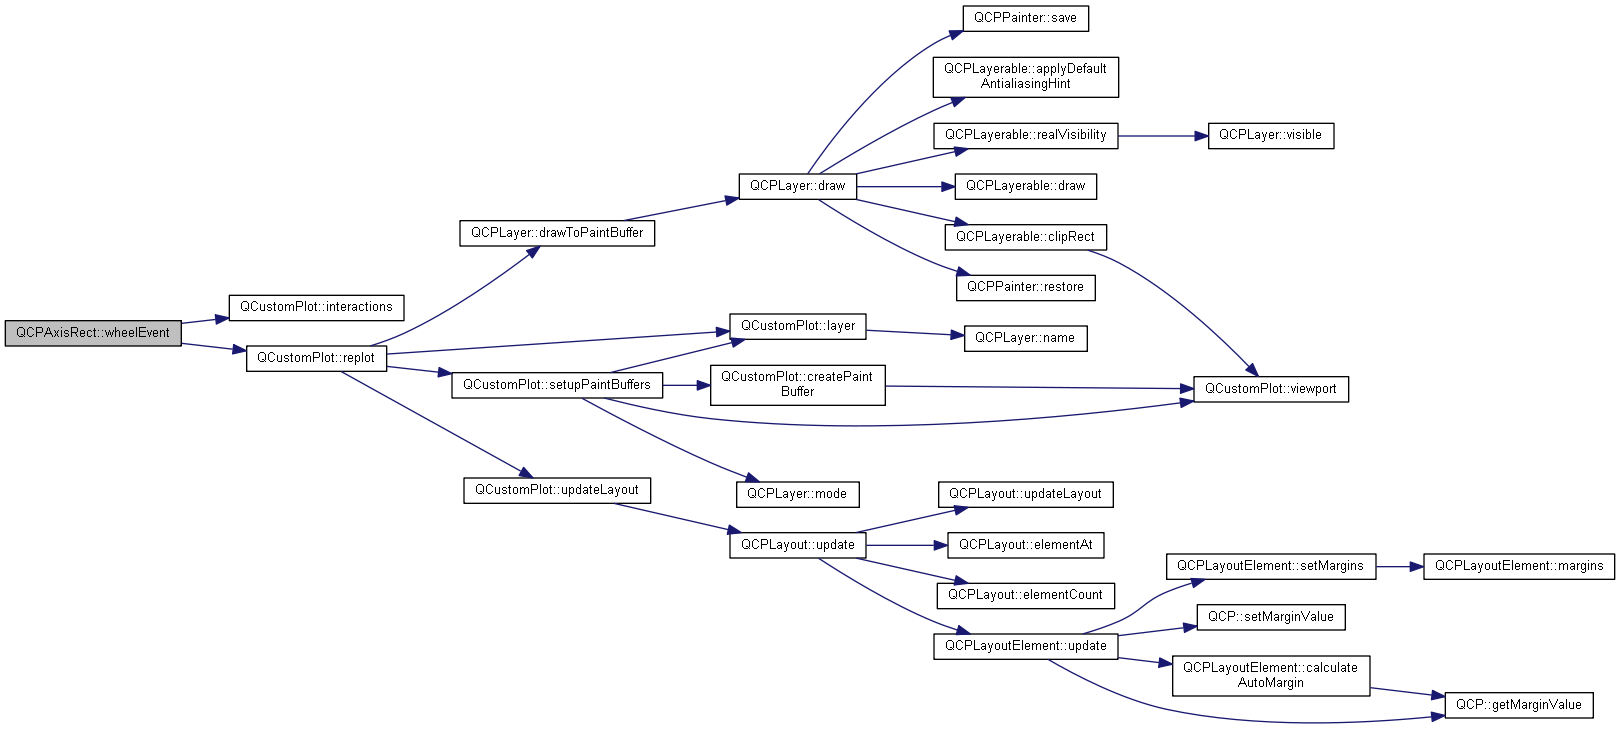 QCPPainter::save
QCPLayerable::applyDefault
AntialiasingHint
QCPLayerable::realVisibility
QCPLayer::visible
QCPLayer::draw
QCPLayerable::draw
QCPLayer::drawToPaintBuffer
QCPLayerable::clipRect
QCPPainter::restore
QCustomPlot::interactions
QCPAxisRect::wheelEvent
QCustomPlot::layer
QCPLayer::name
QCustomPlot::replot
QCustomPlot::setupPaintBuffers
QCustomPlot::createPaint
Buffer
QCustomPlot::viewport
QCustomPlot::updateLayout
QCPLayer::mode
QCPLayout::updateLayout
QCPLayout::update
QCPLayout::elementAt
QCPLayoutElement::setMargins
QCPLayoutElement::margins
QCPLayout::elementCount
QCP::setMarginValue
QCPLayoutElement::update
QCPLayoutElement::calculate
AutoMargin
QCP::getMarginValue